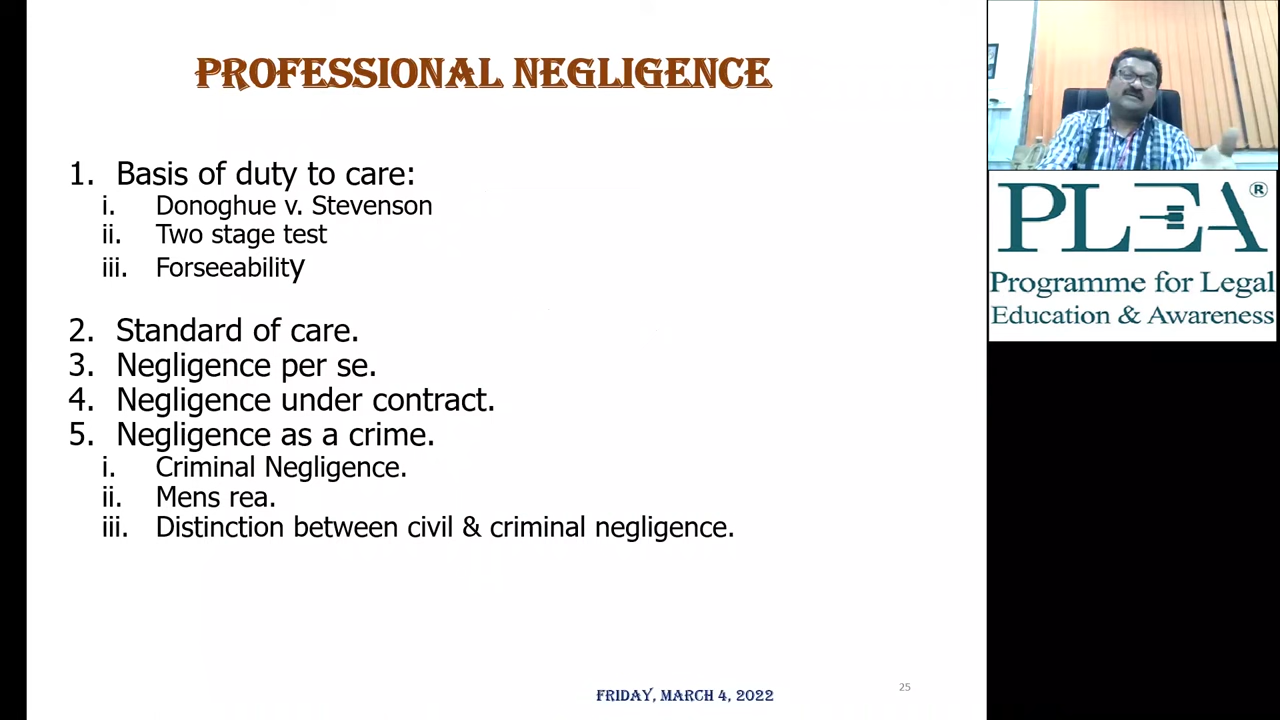 PROFESSIONAL NEGLIGENCE
1. Basis of duty to care:
i. Donoghue v. Stevenson
ii. Two stage test
iii. Forseeability
2. Standard of care.
3. Negligence per se.
4. Negligence under contract.
5. Negligence as a crime.
i. Criminal Negligence.
ii. Mens rea.
iii. Distinction between civil & criminal negligence.
FRIDAY, MARCH 4, 2022
25
PLEA®
Programme for Legal
Education & Awareness